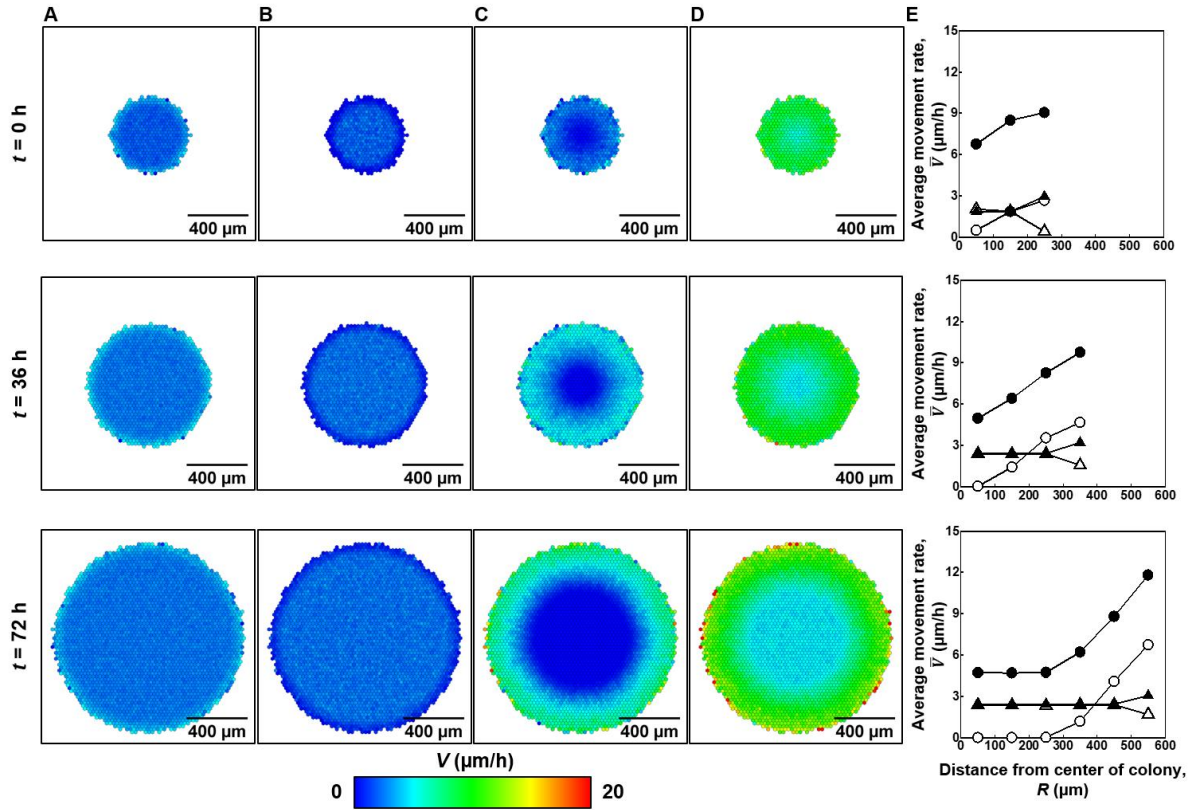 A
B
C
D
E
t = 0 h
400 µm
400 µm
400 µm
400 µm
Average movement rate,
V̅ (µm/h)
15
12
9
6
3
0
0 100 200 300 400 500 600
t = 36 h
400 µm
400 µm
400 µm
400 µm
Average movement rate,
V̅ (µm/h)
15
12
9
6
3
0
0 100 200 300 400 500 600
t = 72 h
400 µm
400 µm
400 µm
400 µm
Average movement rate,
V̅ (µm/h)
15
12
9
6
3
0
0 100 200 300 400 500 600
V (µm/h)
0
20
Distance from center of colony,
R (µm)